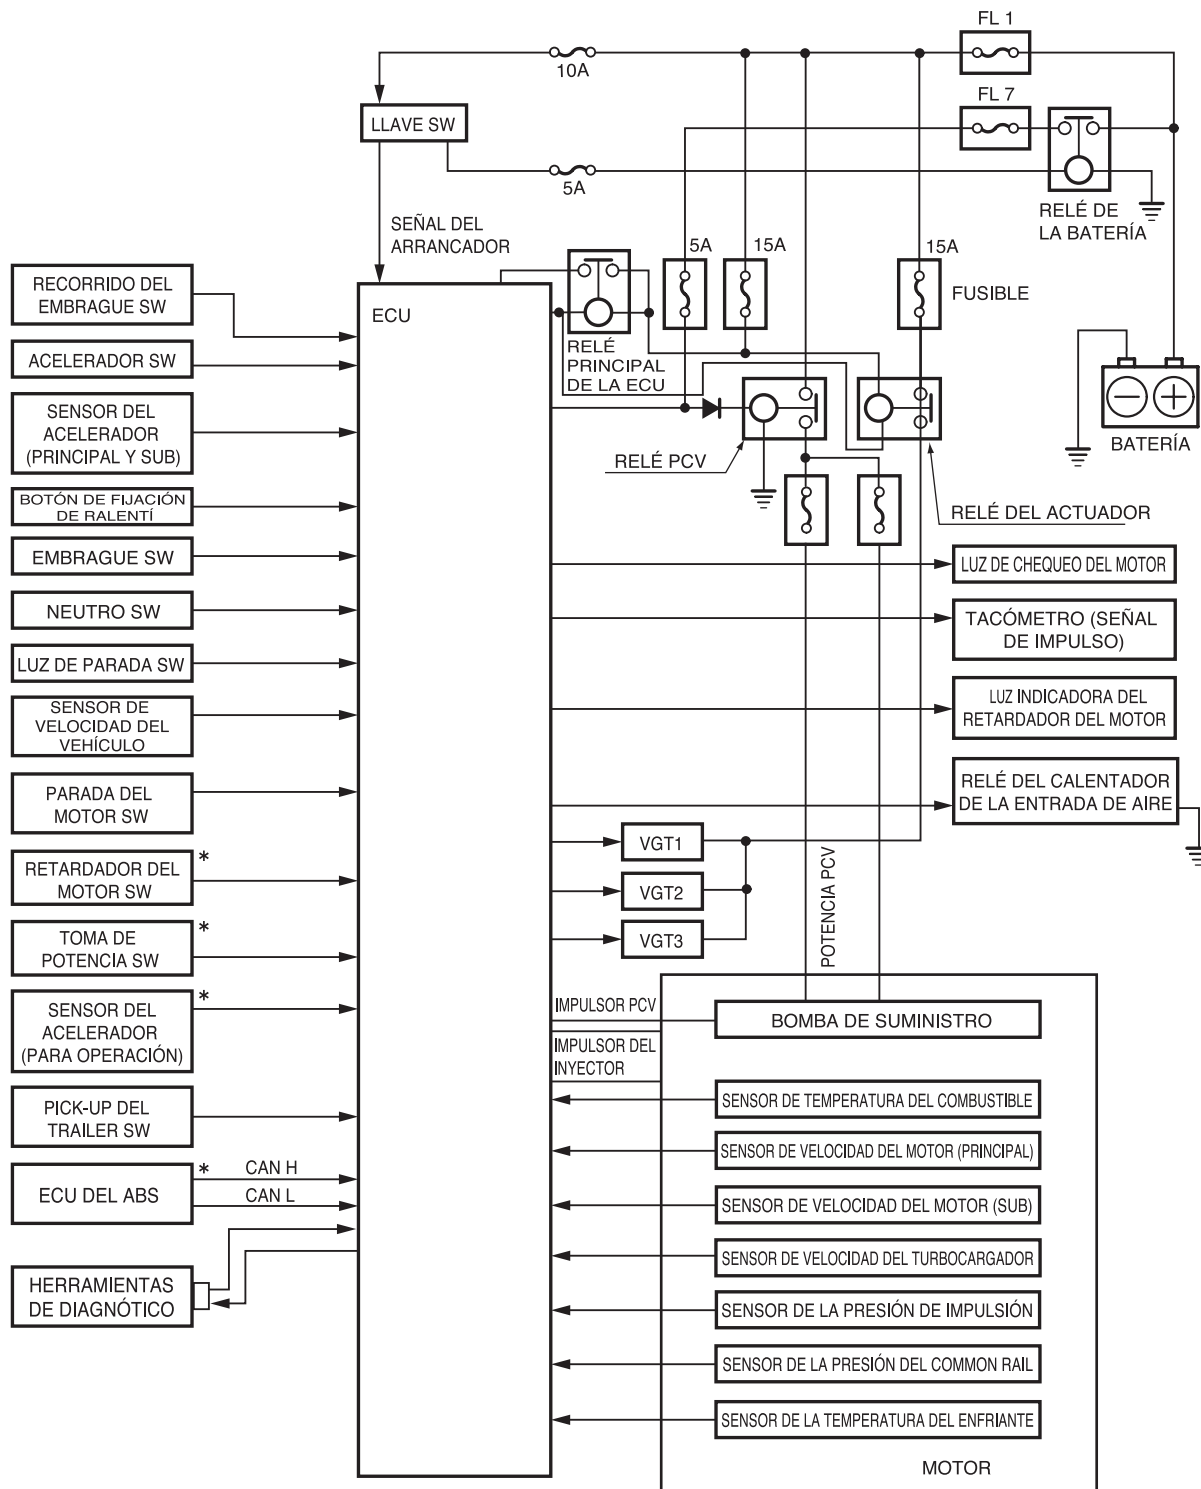 FL 1
10A
FL 7
LLAVE SW
5A
RELÉ DE
LA BATERÍA
SEÑAL DEL
ARRANCADOR
5A
15A
15A
FUSIBLE
ECU
RELÉ
PRINCIPAL
DE LA ECU
BATERÍA
RELÉ PCV
RELÉ DEL ACTUADOR
RECORRIDO DEL
EMBRAGUE SW
ACELERADOR SW
SENSOR DEL
ACELERADOR
(PRINCIPAL Y SUB)
BOTÓN DE FIJACIÓN
DE RALENTÍ
EMBRAGUE SW
NEUTRO SW
LUZ DE PARADA SW
SENSOR DE
VELOCIDAD DEL
VEHÍCULO
PARADA DEL
MOTOR SW
RETARDADOR DEL
MOTOR SW
*
TOMA DE
POTENCIA SW
*
SENSOR DEL
ACELERADOR
(PARA OPERACIÓN)
*
PICK-UP DEL
TRAILER SW
ECU DEL ABS
*
CAN H
CAN L
HERRAMIENTAS
DE DIAGNÓTICO
LUZ DE CHEQUEO DEL MOTOR
TACÓMETRO (SEÑAL
DE IMPULSO)
LUZ INDICADORA DEL
RETARDADOR DEL MOTOR
RELÉ DEL CALENTADOR
DE LA ENTRADA DE AIRE
VGT1
VGT2
VGT3
POTENCIA PCV
IMPULSOR PCV
IMPULSOR DEL
INYECTOR
BOMBA DE SUMINISTRO
SENSOR DE TEMPERATURA DEL COMBUSTIBLE
SENSOR DE VELOCIDAD DEL MOTOR (PRINCIPAL)
SENSOR DE VELOCIDAD DEL MOTOR (SUB)
SENSOR DE VELOCIDAD DEL TURBOCARGADOR
SENSOR DE LA PRESIÓN DE IMPULSIÓN
SENSOR DE LA PRESIÓN DEL COMMON RAIL
SENSOR DE LA TEMPERATURA DEL ENFRIANTE
MOTOR